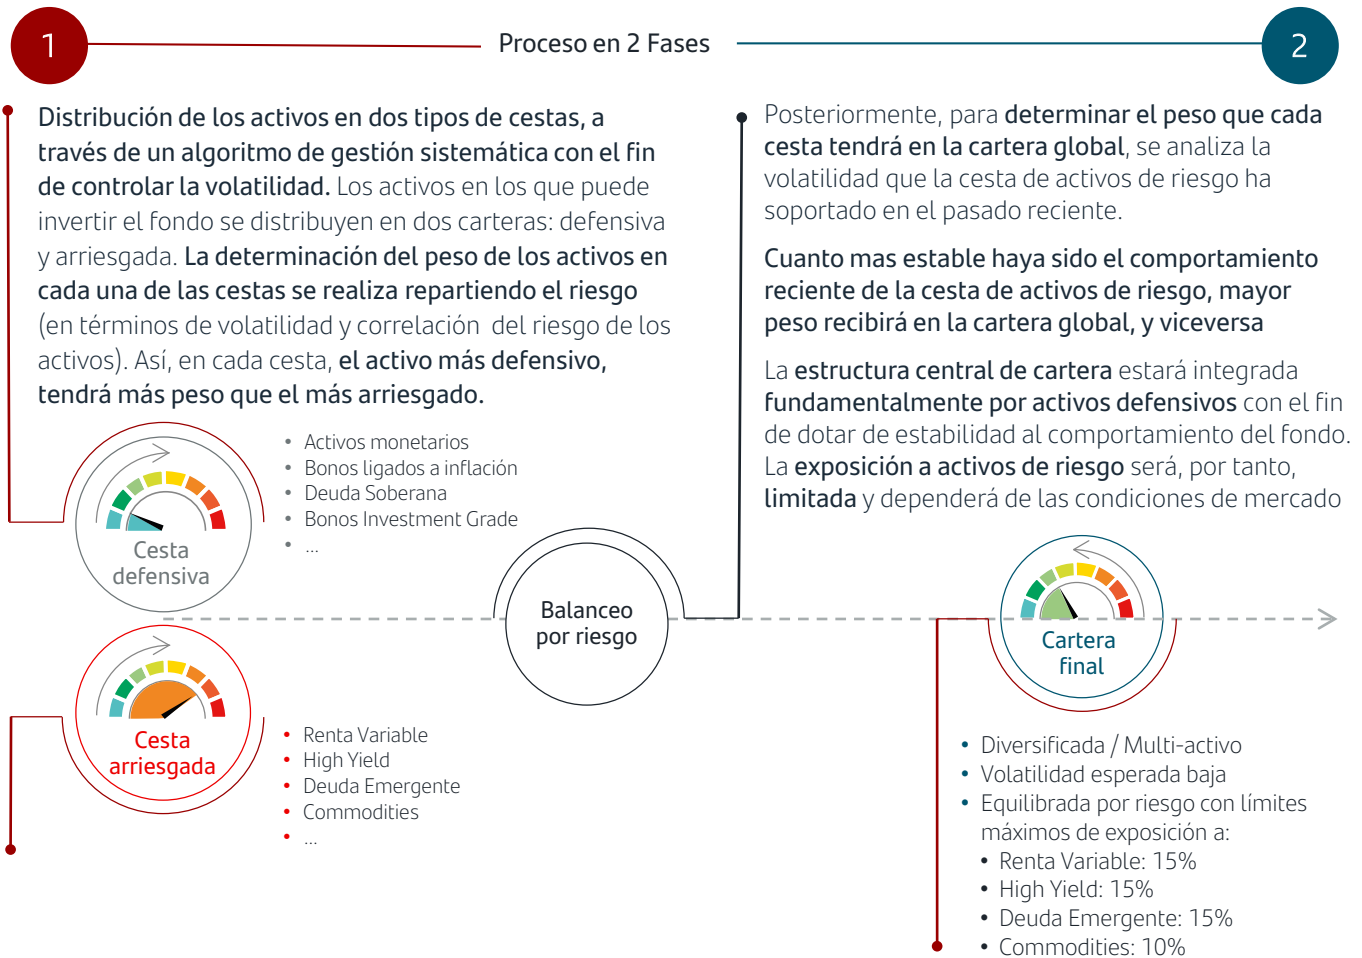 1
Proceso en 2 Fases
2
Distribución de los activos en dos tipos de cestas, a
través de un algoritmo de gestión sistemática con el fin
de controlar la volatilidad. Los activos en los que puede
invertir el fondo se distribuyen en dos carteras: defensiva
y arriesgada. La determinación del peso de los activos en
cada una de las cestas se realiza repartiendo el riesgo
(en términos de volatilidad y correlación del riesgo de los
activos). Así, en cada cesta, el activo más defensivo,
tendrá más peso que el más arriesgado.
Posteriormente, para determinar el peso que cada
cesta tendrá en la cartera global, se analiza la
volatilidad que la cesta de activos de riesgo ha
soportado en el pasado reciente.
Cuanto mas estable haya sido el comportamiento
reciente de la cesta de activos de riesgo, mayor
peso recibirá en la cartera global, y viceversa
La estructura central de cartera estará integrada
fundamentalmente por activos defensivos con el fin
de dotar de estabilidad al comportamiento del fondo.
La exposición a activos de riesgo será, por tanto,
limitada y dependerá de las condiciones de mercado
Cesta
defensiva
• Activos monetarios
• Bonos ligados a inflación
• Deuda Soberana
• Bonos Investment Grade
• ...
Balanceo
por riesgo
Cesta
arriesgada
• Renta Variable
• High Yield
• Deuda Emergente
• Commodities
• ...
Cartera
final
• Diversificada / Multi-activo
• Volatilidad esperada baja
• Equilibrada por riesgo con límites
máximos de exposición a:
• Renta Variable: 15%
• High Yield: 15%
• Deuda Emergente: 15%
• Commodities: 10%